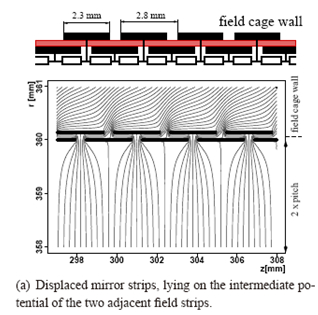 2.3 mm
2.8 mm
field cage wall
r [mm]
361
360
359
358
field cage wall
2 x pitch
298
300
302
304
306
308
z[mm]
(a) Displaced mirror strips, lying on the intermediate po-
tential of the two adjacent field strips.